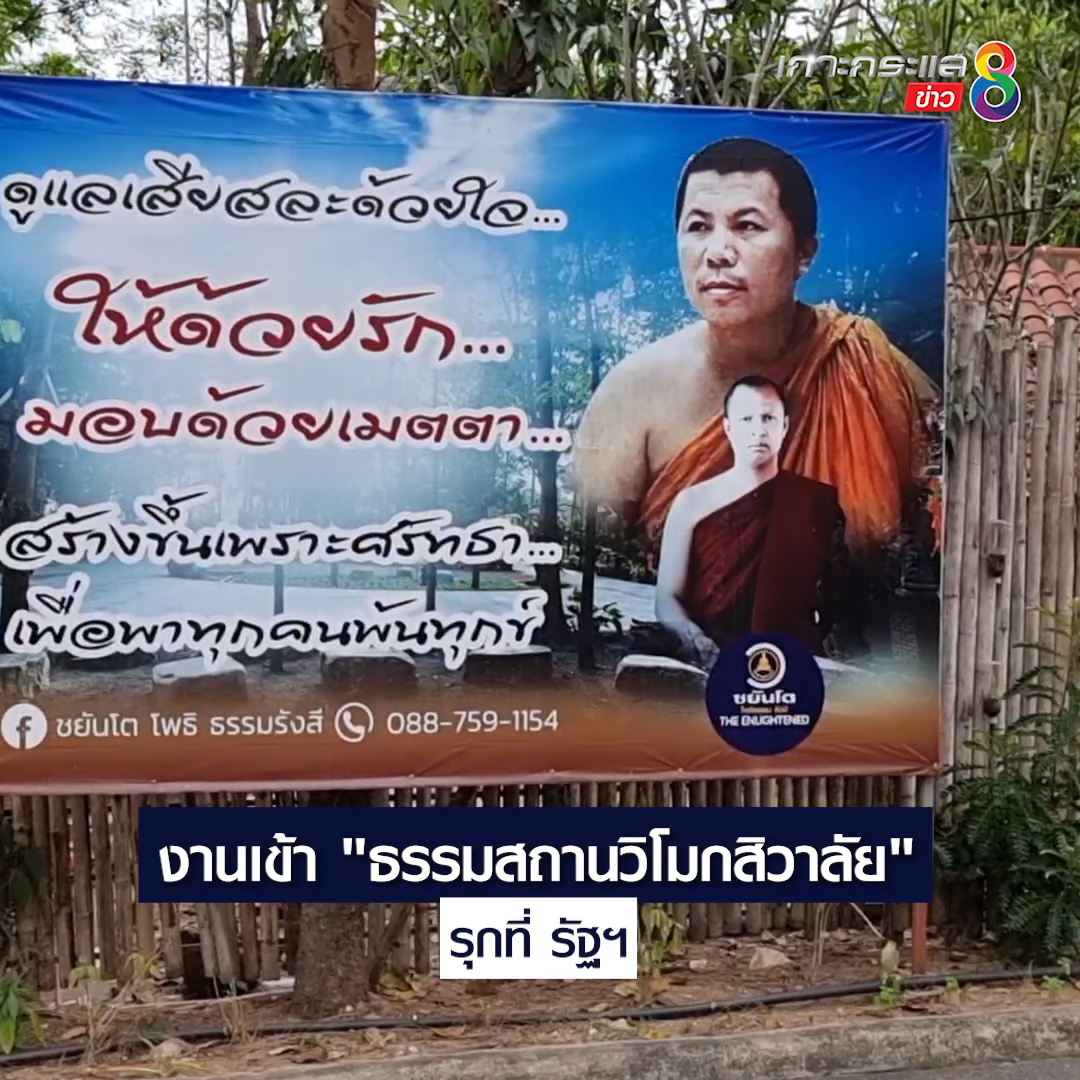 เกาะกระแส
ข่าว 8
ดูแลเสียสละด้วยใจ...
ให้ด้วยรัก...
มอบด้วยเมตตา...
สร้างขึ้นเพราะศรัทธา...
เพื่อพาทุกคนพ้นทุกข์
ชยันโต
THE ENLIGHTENED
ชยันโต โพธิ ธรรมรังสี 088-759-1154
งานเข้า "ธรรมสถานวิโมกสิวาลัย"
รุกที่ รัฐฯ